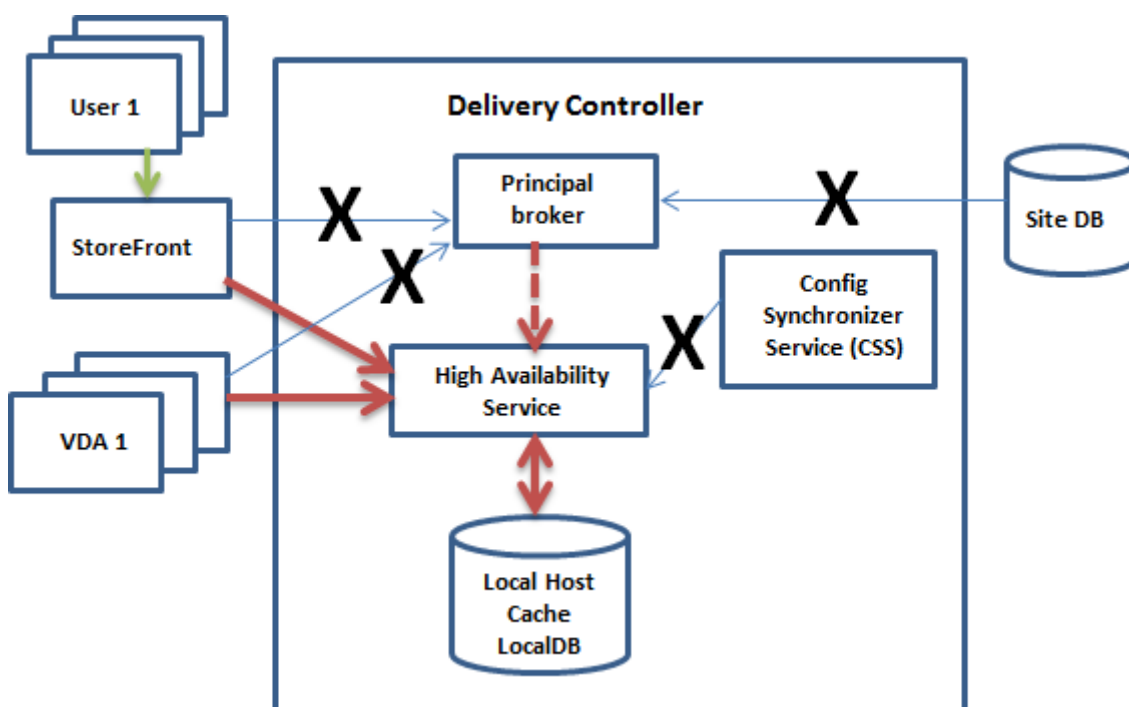 User 1
Delivery Controller
Principal
broker
X
X
StoreFront
Site DB
X
Config
Synchronizer
Service (CSS)
X
High Availability
Service
VDA 1
Local Host
Cache
LocalDB